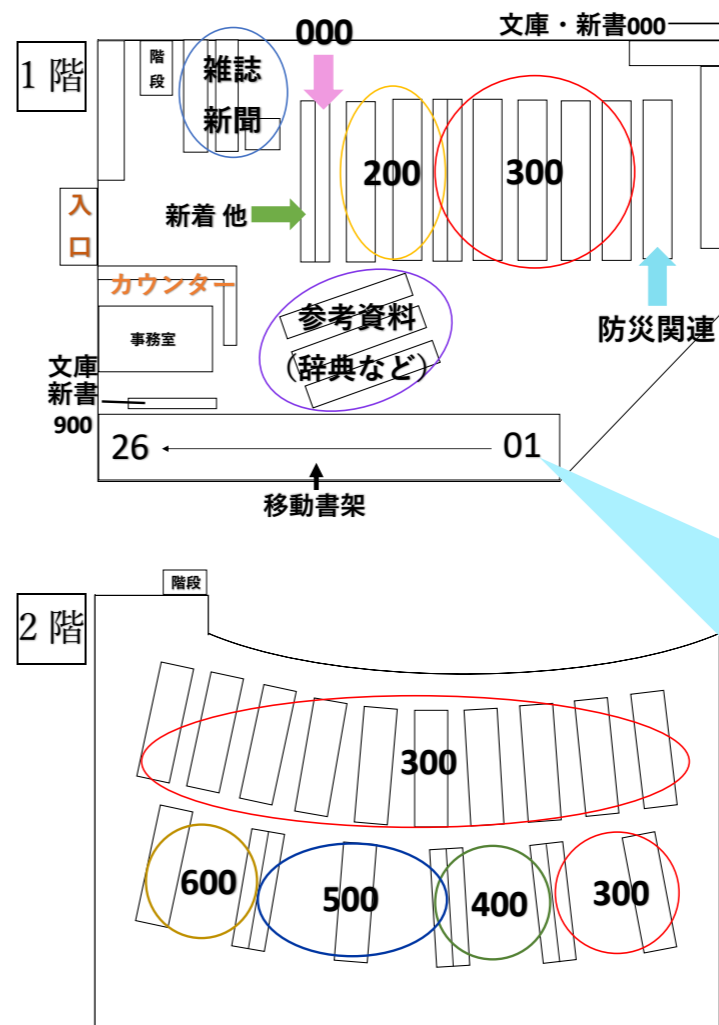 文庫・新書000
1階
階
段
雑誌
新聞
000
200
300
新着 他
入
口
カウンター
事務室
参考資料
（辞典など）
防災関連
文庫
新書
900
26
01
移動書架
階段
2階
300
600
500
400
300